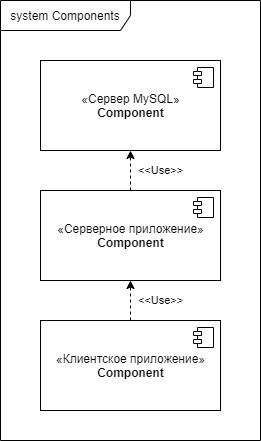 system Components
«Сервер MySQL»
Component
<<Use>>
«Серверное приложение»
Component
<<Use>>
«Клиентское приложение»
Component